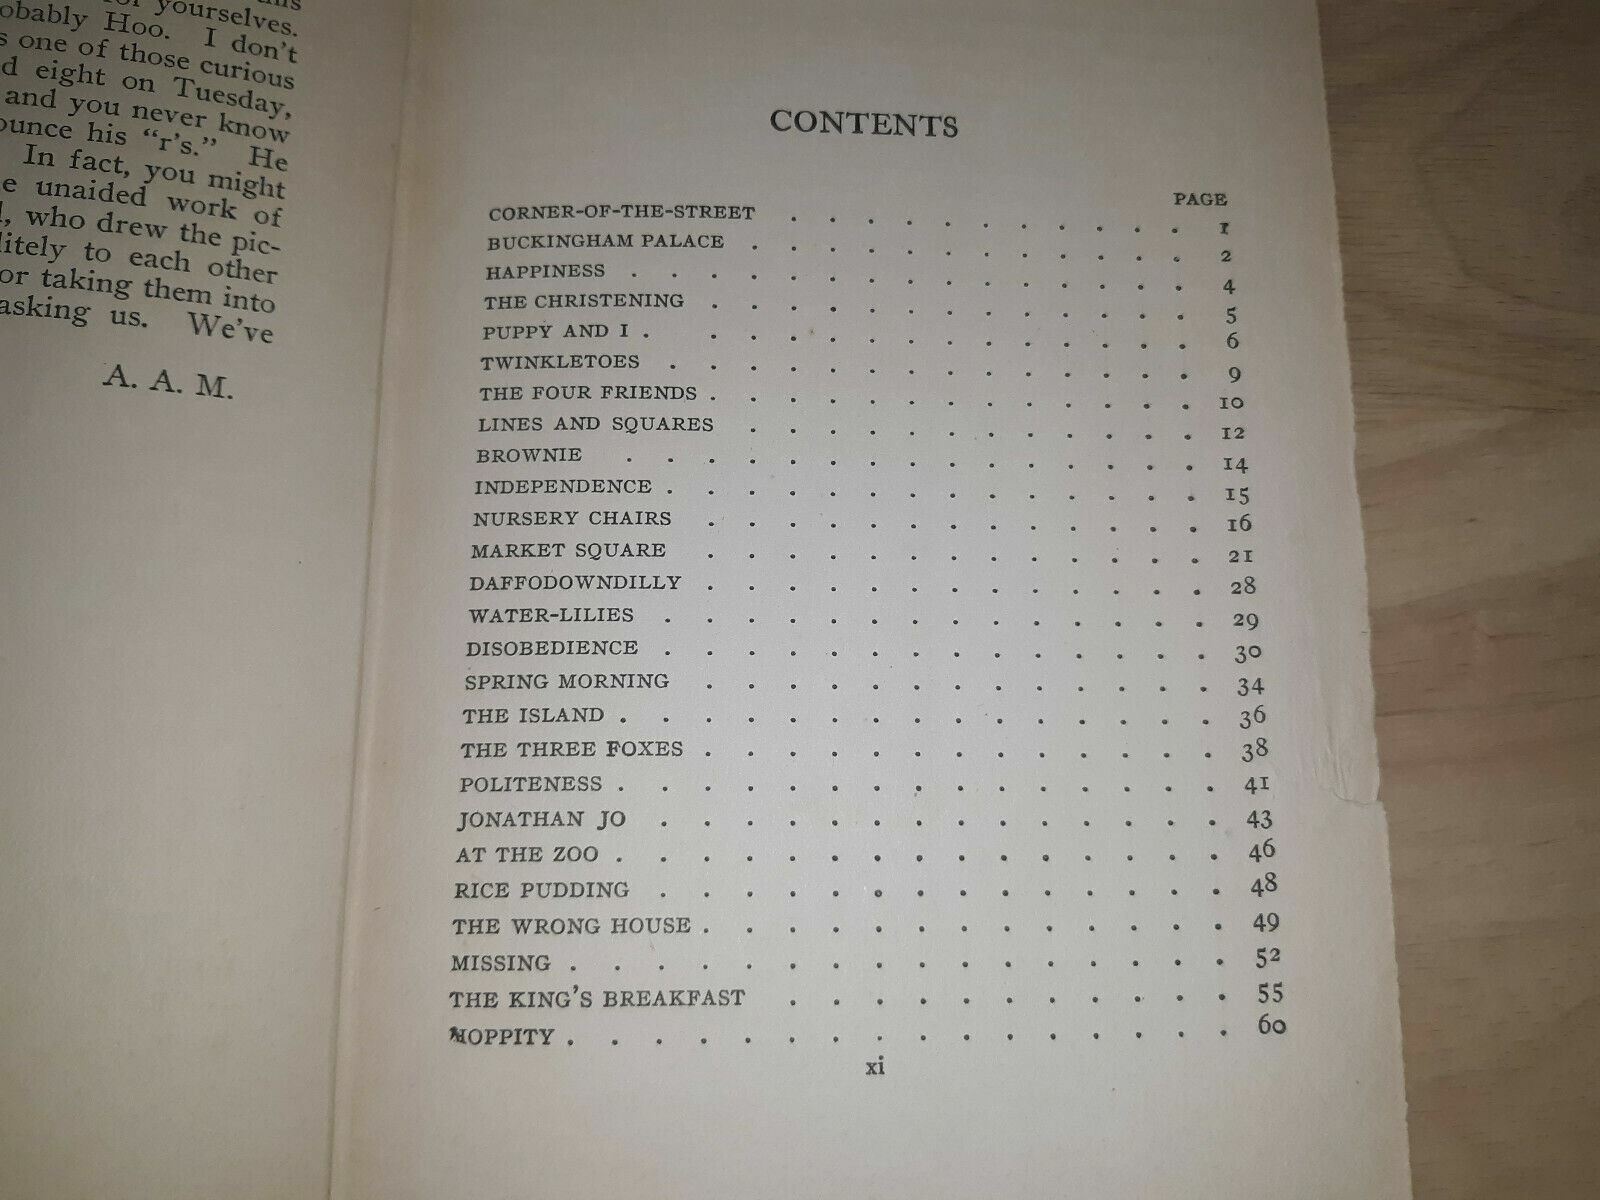 this
for yourselves.
Hoo. I don't
one of those curious
eight on Tuesday,
and you never know
his "r's." He
In fact, you might
unaided work of
who drew the pic-
to each other
or taking them into
asking us. We've
A. A. M.
CONTENTS
PAGE
CORNER-OF-THE-STREET . . . . . . . . . . . 1
BUCKINGHAM PALACE . . . . . . . . . . . . 2
HAPPINESS . . . . . . . . . . . . . . . 4
THE CHRISTENING . . . . . . . . . . . . . 5
PUPPY AND I . . . . . . . . . . . . . . 6
TWINKLETOES . . . . . . . . . . . . . . 9
THE FOUR FRIENDS . . . . . . . . . . . . . 10
LINES AND SQUARES . . . . . . . . . . . . 12
BROWNIE . . . . . . . . . . . . . . . 14
INDEPENDENCE . . . . . . . . . . . . . . 15
NURSERY CHAIRS . . . . . . . . . . . . . 16
MARKET SQUARE . . . . . . . . . . . . . 21
DAFFODOWNDILLY . . . . . . . . . . . . . 28
WATER-LILIES . . . . . . . . . . . . . . 29
DISOBEDIENCE . . . . . . . . . . . . . . 30
SPRING MORNING . . . . . . . . . . . . . 34
THE ISLAND . . . . . . . . . . . . . . . 36
THE THREE FOXES . . . . . . . . . . . . . 38
POLITENESS . . . . . . . . . . . . . . . 41
JONATHAN JO . . . . . . . . . . . . . . 43
AT THE ZOO . . . . . . . . . . . . . . . 46
RICE PUDDING . . . . . . . . . . . . . . 48
THE WRONG HOUSE . . . . . . . . . . . . . 49
MISSING . . . . . . . . . . . . . . . . 52
THE KING'S BREAKFAST . . . . . . . . . . . 55
HOPPITY . . . . . . . . . . . . . . . . 60
xi